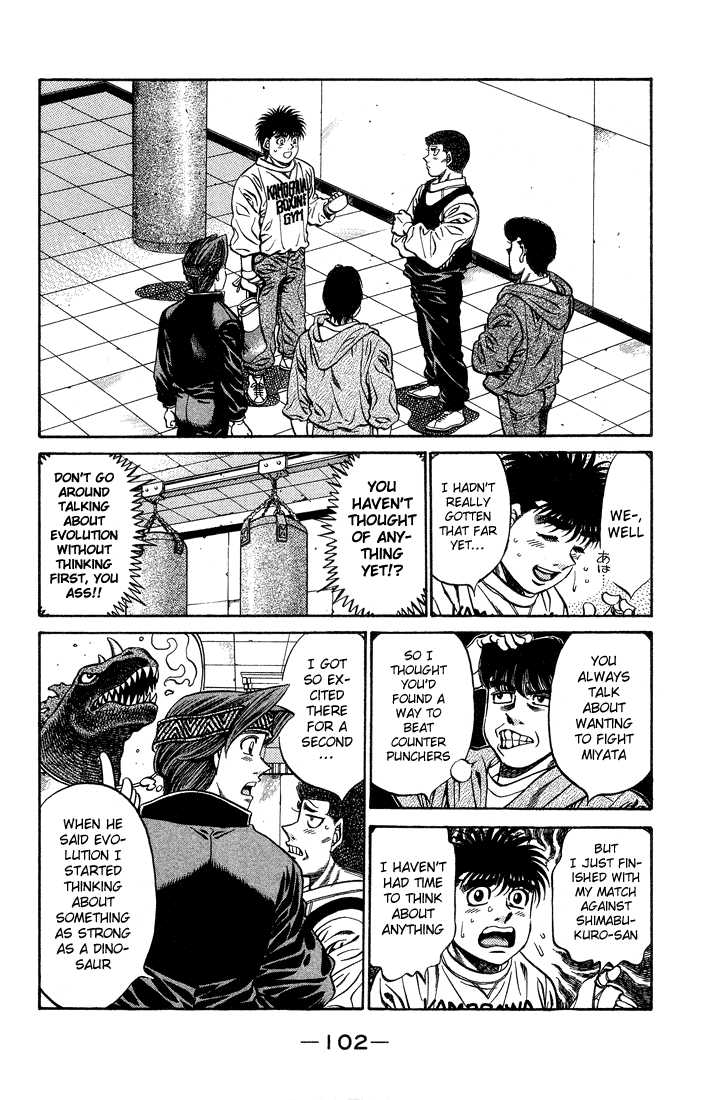 KAMOGAWA
BOXING
GYM
WE-,
WELL
I HADN'T
REALLY
GOTTEN
THAT FAR
YET...
あは
YOU
HAVEN'T
THOUGHT
OF ANY-
THING
YET!?
DON'T GO
AROUND
TALKING
ABOUT
EVOLUTION
WITHOUT
THINKING
FIRST, YOU
ASS!!
YOU
ALWAYS
TALK
ABOUT
WANTING
TO FIGHT
MIYATA
SO I
THOUGHT
YOU'D
FOUND A
WAY TO
BEAT
COUNTER
PUNCHERS
BUT
I JUST FIN-
ISHED WITH
MY MATCH
AGAINST
SHIMABU-
KURO-SAN
I HAVEN'T
HAD TIME
TO THINK
ABOUT
ANYTHING
KAMOGAWA
I GOT
SO EX-
CITED
THERE
FOR A
SECOND
...
WHEN HE
SAID EVO-
LUTION I
STARTED
THINKING
ABOUT
SOMETHING
AS STRONG
AS A DINO-
SAUR
—102—